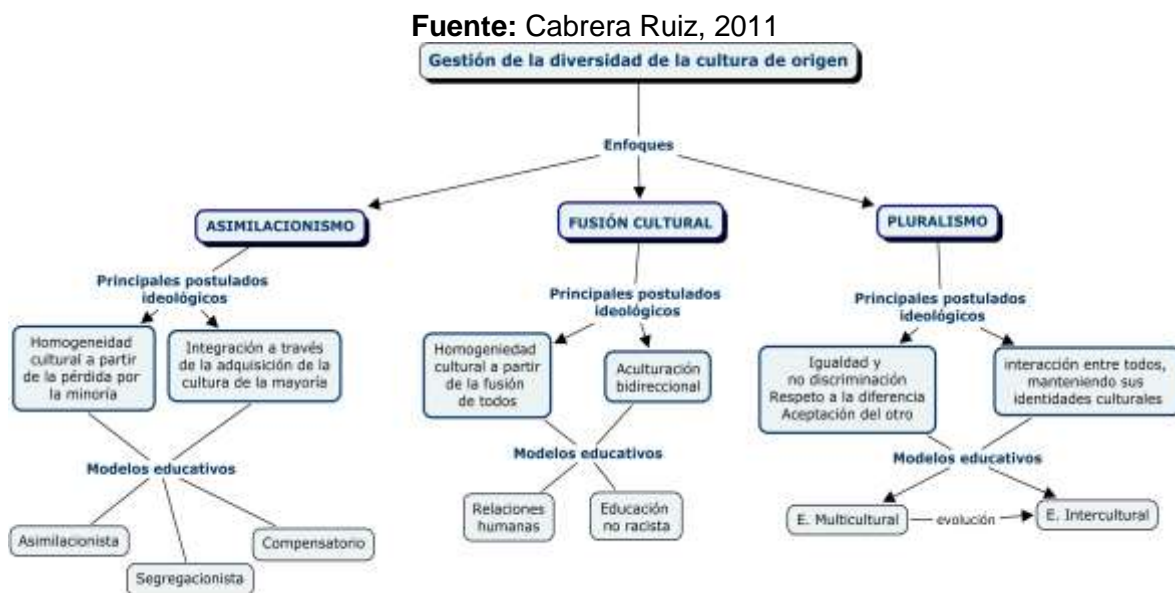 Fuente: Cabrera Ruiz, 2011
Gestión de la diversidad de la cultura de origen
Enfoques
ASIMILACIONISMO
FUSIÓN CULTURAL
PLURALISMO
Principales postulados
ideológicos
Homogeneidad
cultural a partir
de la pérdida por
la minoría
Integración a través
de la adquisición de la
cultura de la mayoría
Modelos educativos
Asimilacionista
Segregacionista
Compensatorio
Principales postulados
ideológicos
Homogeniedad
cultural a partir
de la fusión
de todos
Aculturación
bidireccional
Modelos educativos
Relaciones
humanas
Educación
no racista
Principales postulados
ideológicos
Igualdad y
no discriminación
Respeto a la diferencia
Aceptación del otro
interacción entre todos,
manteniendo sus
identidades culturales
Modelos educativos
E. Multicultural
evolución
E. Intercultural